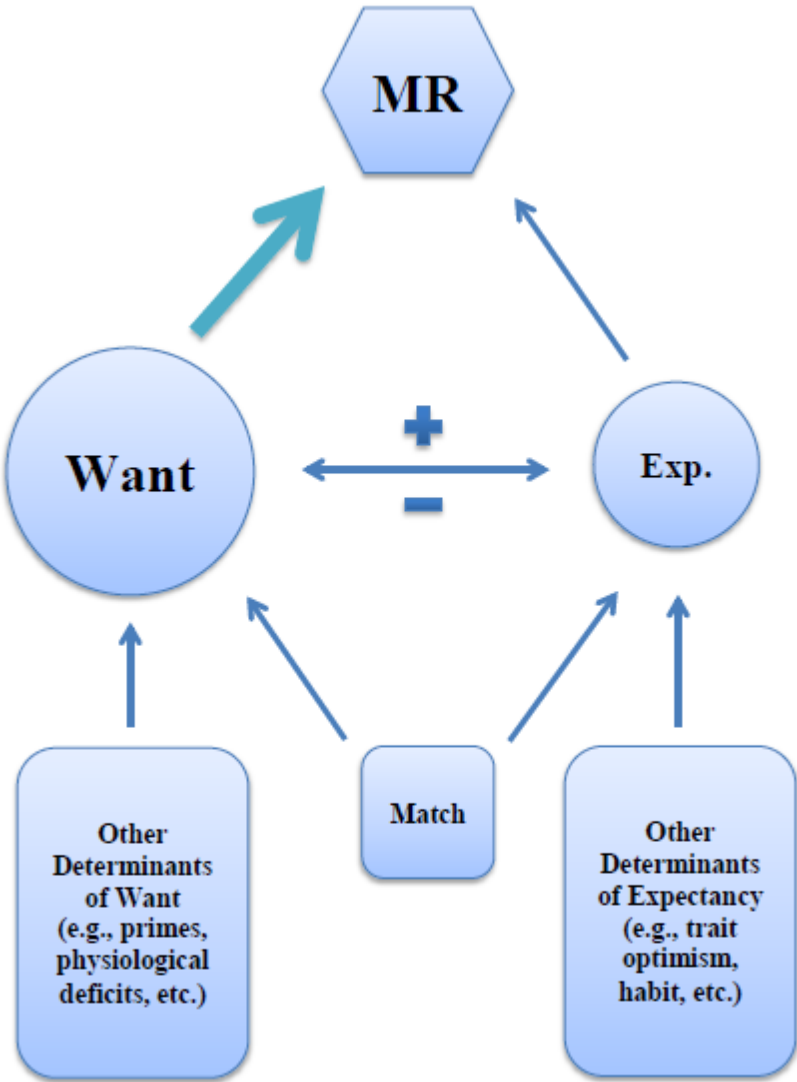 MR
+
Want
Exp.
-
Match
Other
Determinants
of Want
(e.g., primes,
physiological
deficits, etc.)
Other
Determinants
of Expectancy
(e.g., trait
optimism,
habit, etc.)